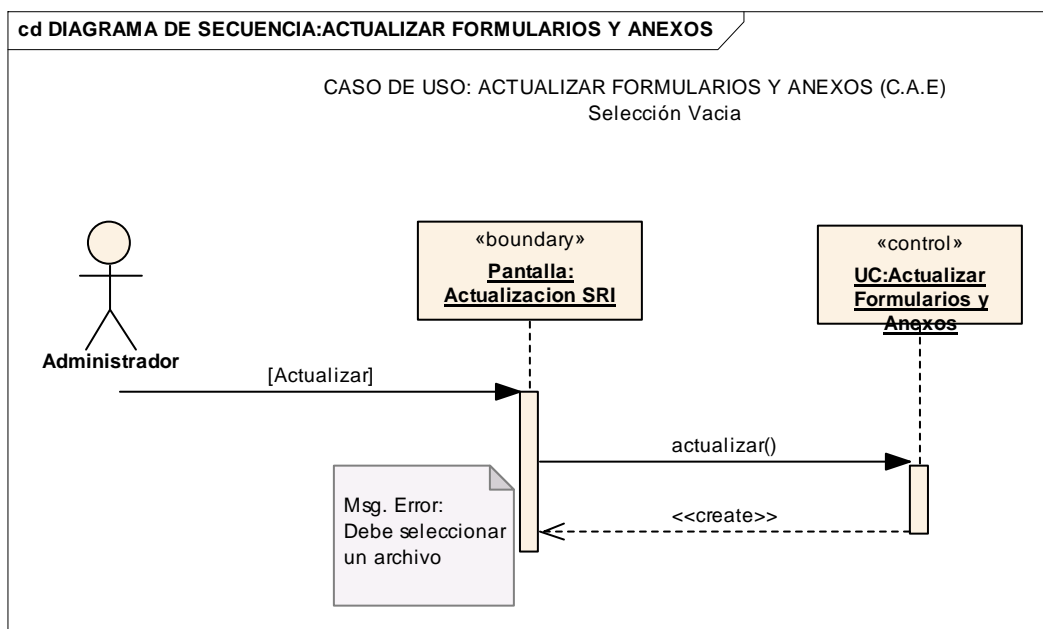 cd DIAGRAMA DE SECUENCIA:ACTUALIZAR FORMULARIOS Y ANEXOS
CASO DE USO: ACTUALIZAR FORMULARIOS Y ANEXOS (C.A.E)
Selección Vacia
«boundary»
Pantalla:
Actualizacion SRI
«control»
UC:Actualizar
Formularios y
Anexos
Administrador
[Actualizar]
actualizar()
Msg. Error:
Debe seleccionar
un archivo
<<create>>